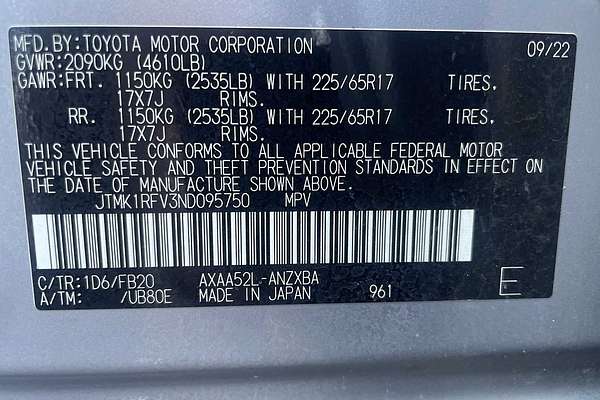 MFD.BY:TOYOTA MOTOR CORPORATION 09/22
GVWR:2090KG (4610LB)
GAWR:FRT. 1150KG (2535LB) WITH 225/65R17 TIRES,
17X7J RIMS.
RR. 1150KG (2535LB) WITH 225/65R17 TIRES,
17X7J RIMS.
THIS VEHICLE CONFORMS TO ALL APPLICABLE FEDERAL MOTOR
VEHICLE SAFETY AND THEFT PREVENTION STANDARDS IN EFFECT ON
THE DATE OF MANUFACTURE SHOWN ABOVE.
JTMK1RFV3ND095750 MPV
C/TR:1D6/FB20 AXAA52L-ANZXBA
A/TM: /UB80E MADE IN JAPAN 961 E